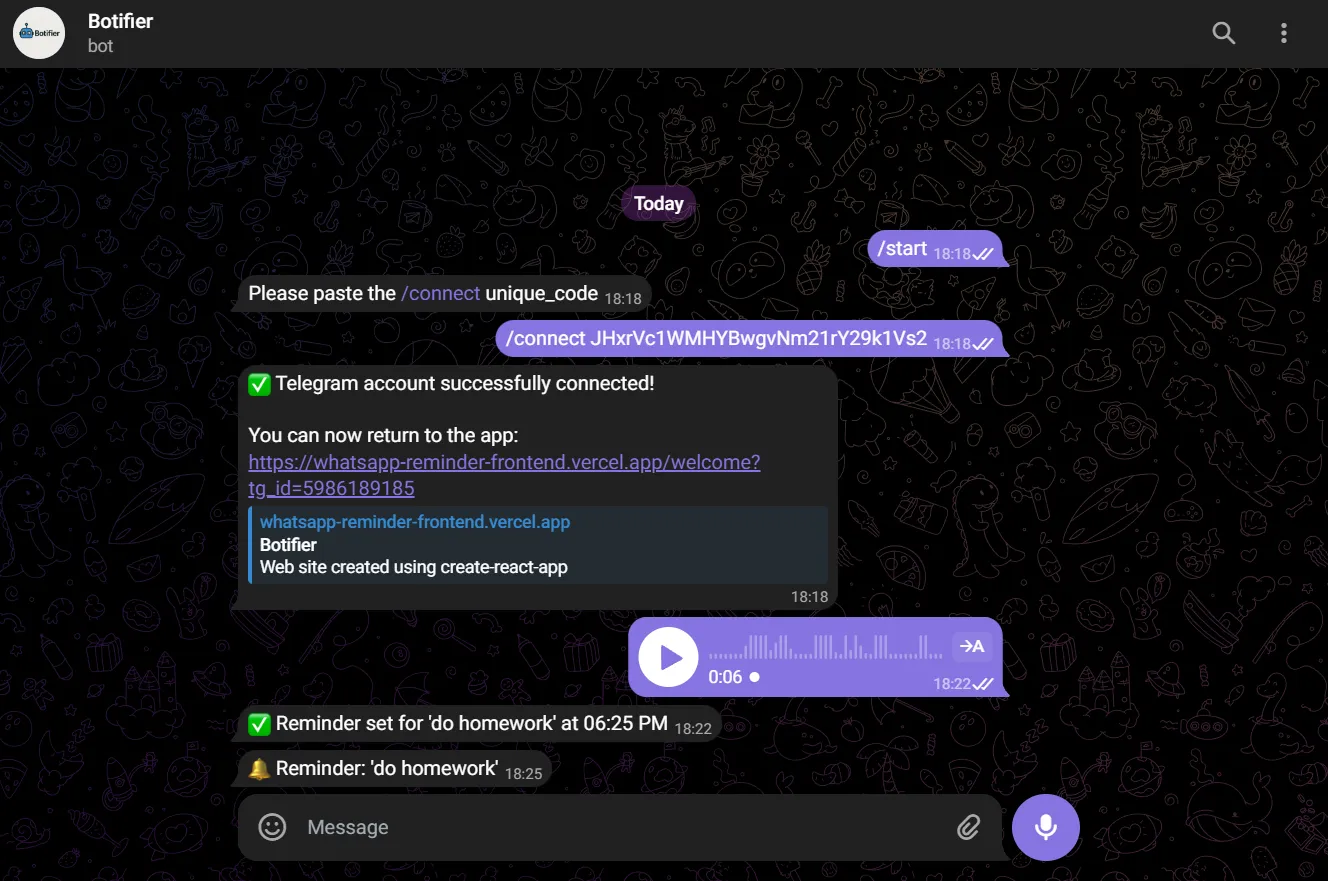 Botifier
Botifier
bot
Today
/start 18:18
Please paste the /connect unique_code 18:18
/connect JHxrVc1WMHYBwgvNm21rY29k1Vs2 18:18
✅ Telegram account successfully connected!
You can now return to the app:
https://whatsapp-reminder-frontend.vercel.app/welcome?
tg_id=5986189185
whatsapp-reminder-frontend.vercel.app
Botifier
Web site created using create-react-app
18:18
→A
0:06
18:22
✅ Reminder set for 'do homework' at 06:25 PM 18:22
🔔 Reminder: 'do homework' 18:25
Message